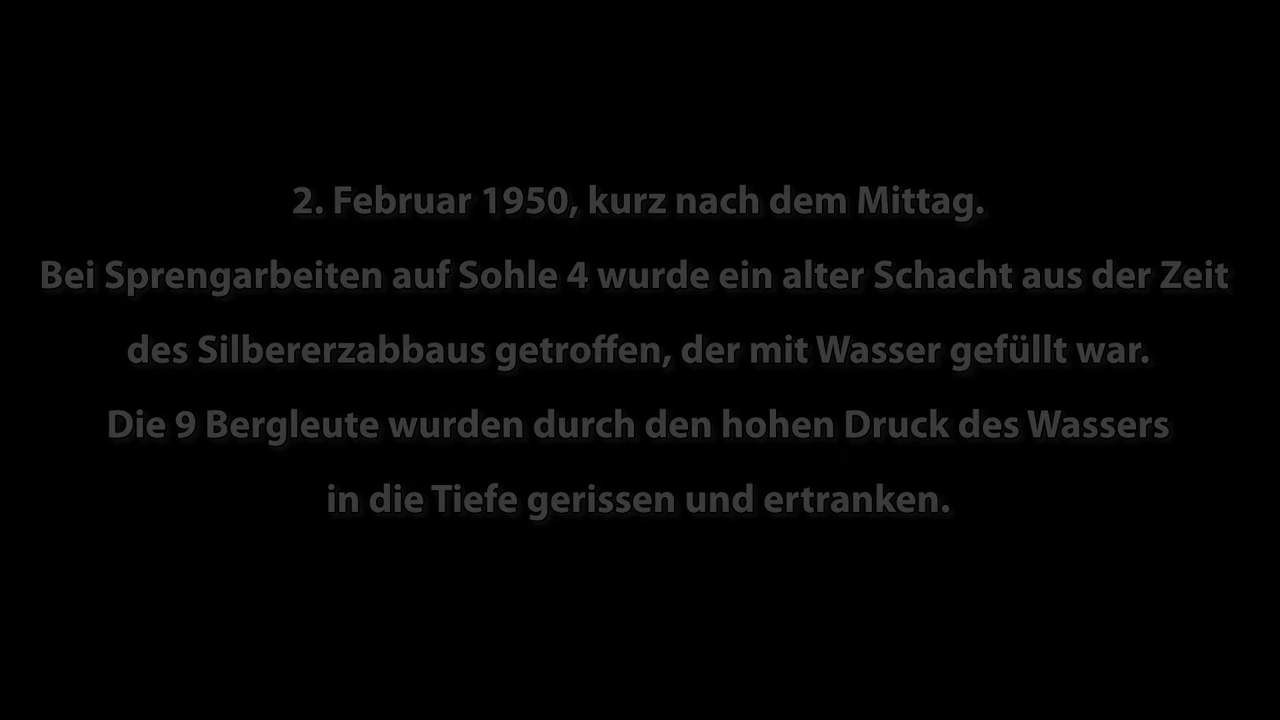 2. Februar 1950, kurz nach dem Mittag.
Bei Sprengarbeiten auf Sohle 4 wurde ein alter Schacht aus der Zeit
des Silbererzabbaus getroffen, der mit Wasser gefüllt war.
Die 9 Bergleute wurden durch den hohen Druck des Wassers
in die Tiefe gerissen und ertranken.